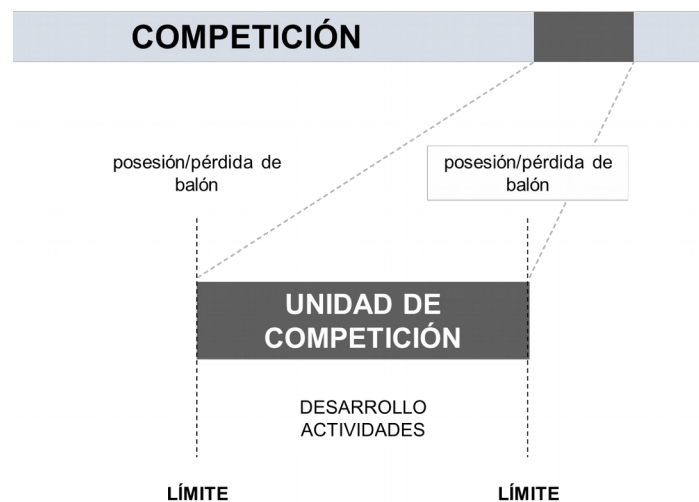 COMPETICIÓN
posesión/pérdida de
balón
posesión/pérdida de
balón
UNIDAD DE
COMPETICIÓN
DESARROLLO
ACTIVIDADES
LÍMITE
LÍMITE